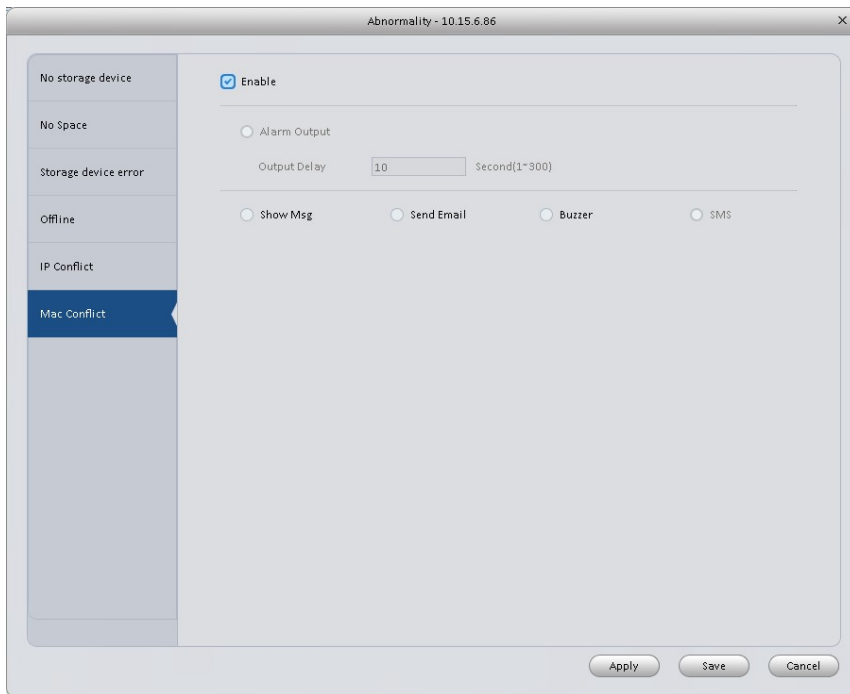 Abnormality - 10.15.6.86
No storage device
No Space
Storage device error
Offline
IP Conflict
Mac Conflict
Enable
Alarm Output
Output Delay 10 Second(1~300)
Show Msg Send Email Buzzer SMS
Apply Save Cancel